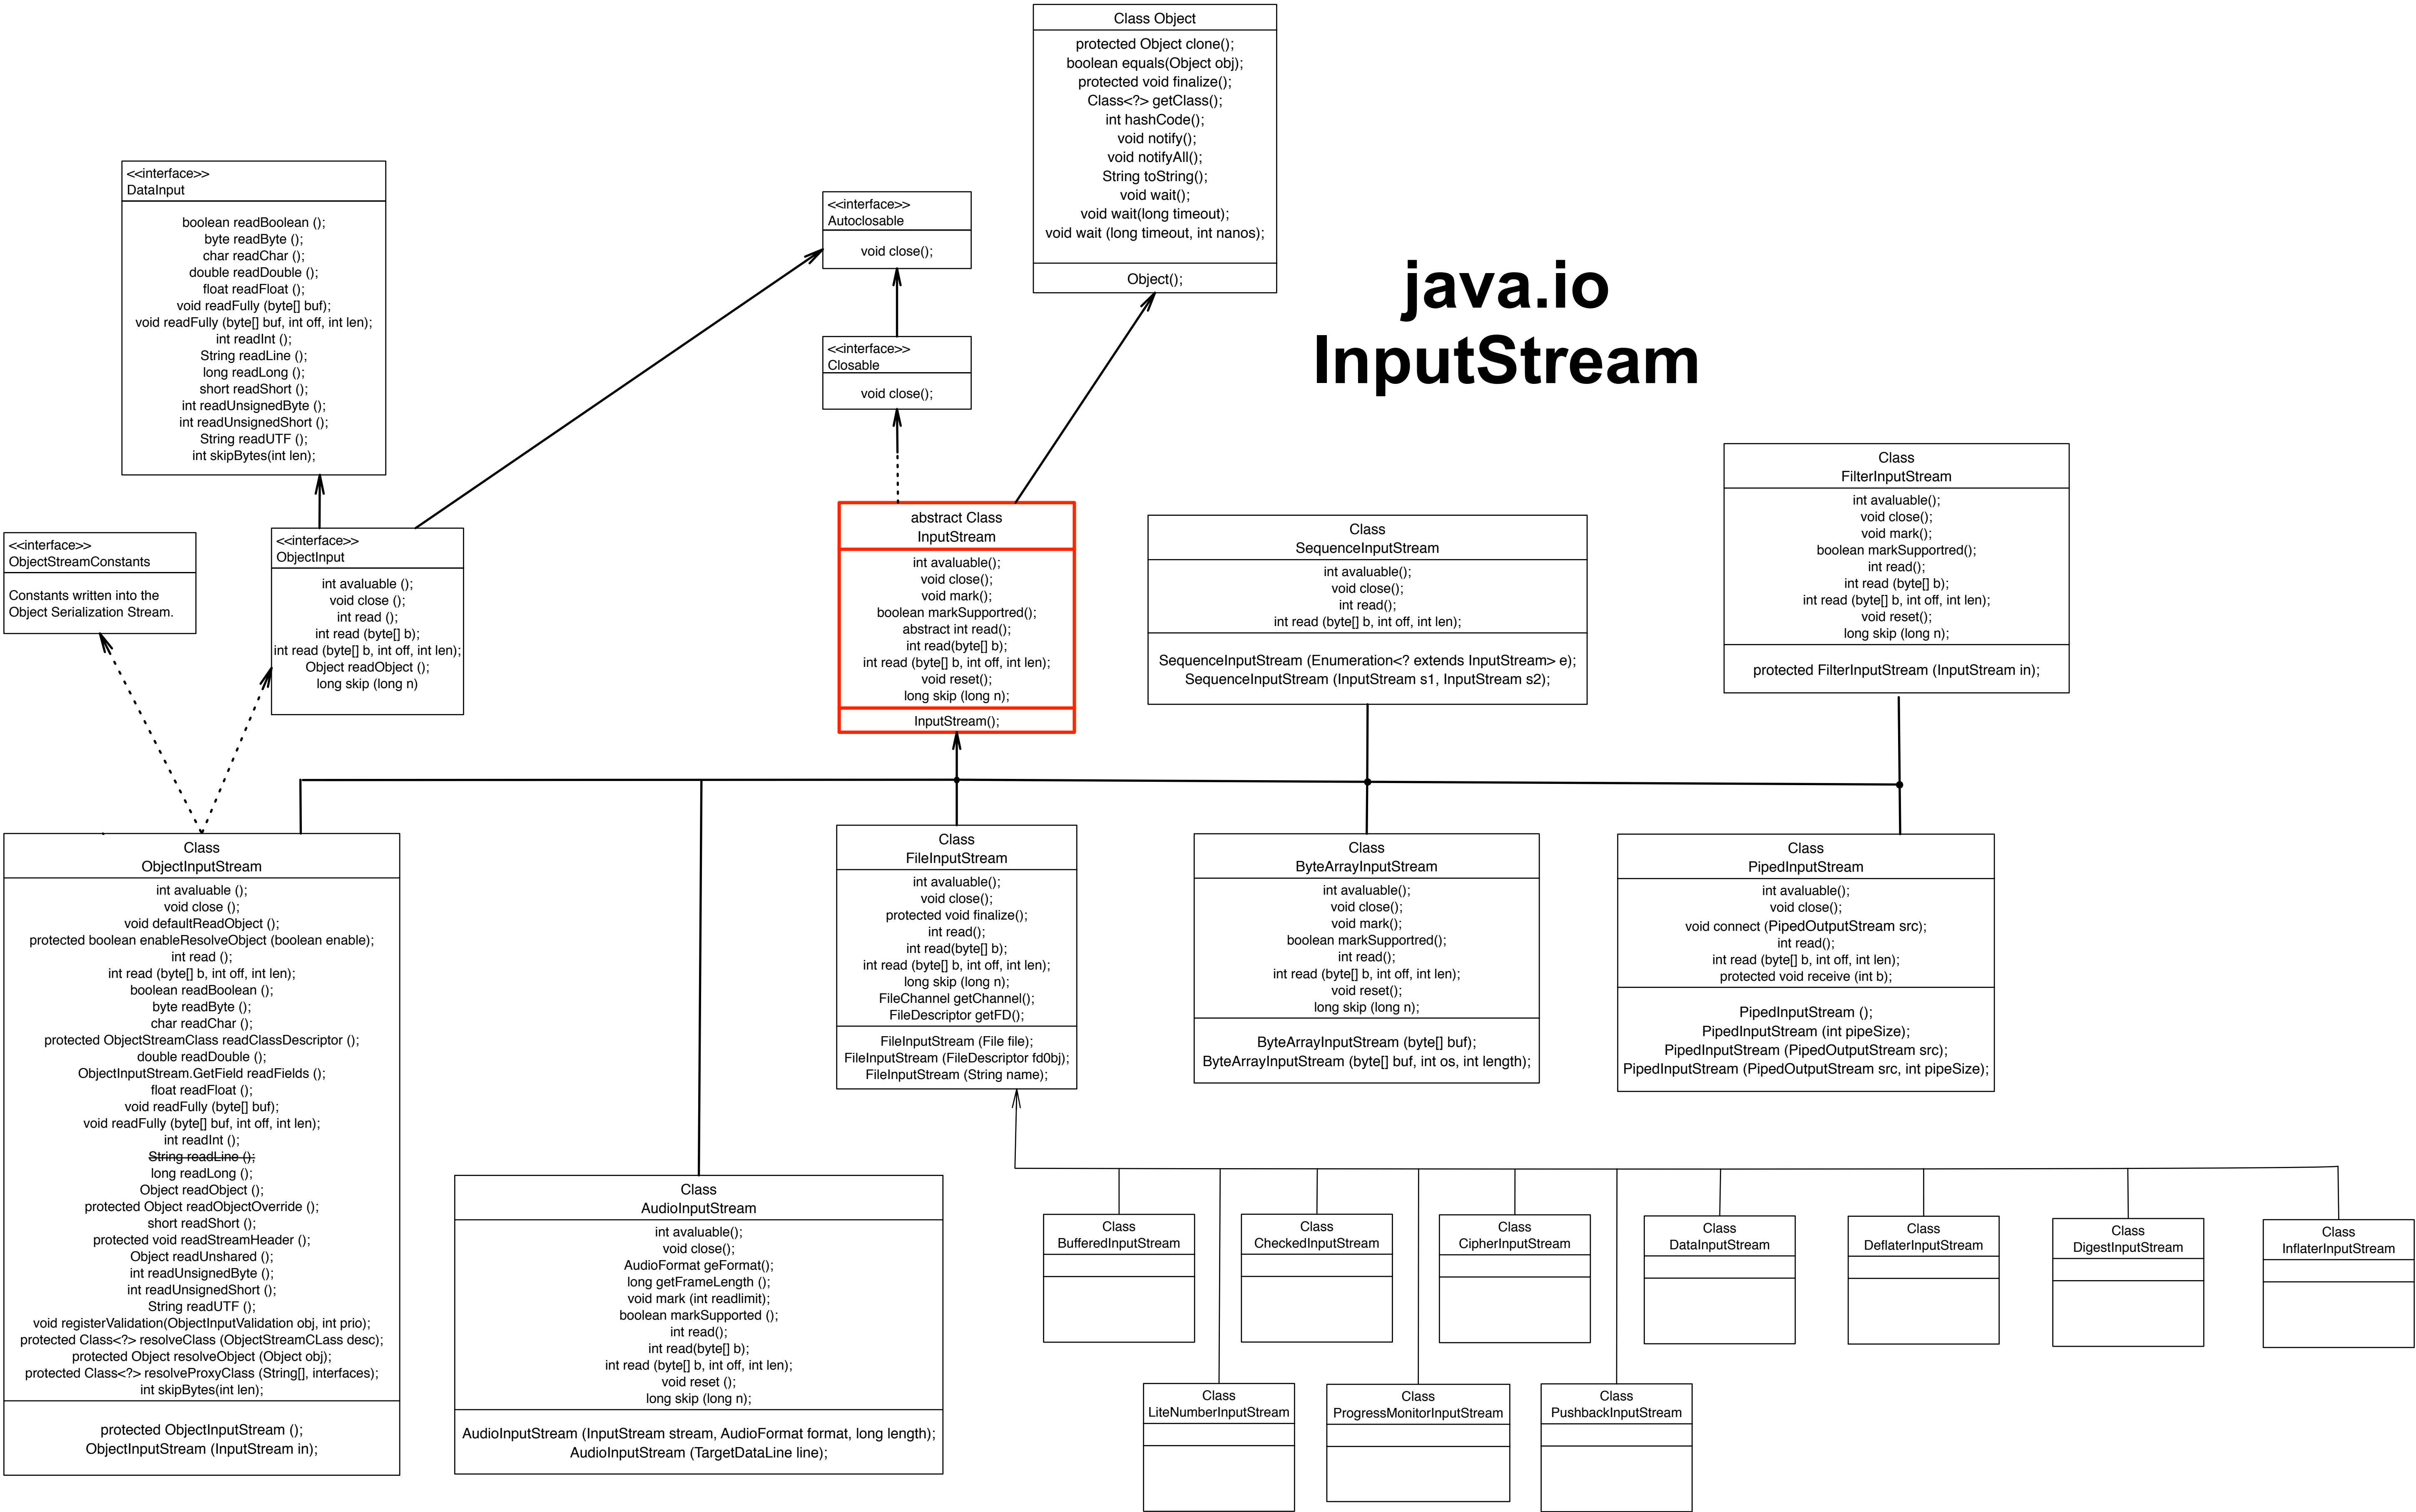 Class Object
protected Object clone();
boolean equals(Object obj);
protected void finalize();
Class<?> getClass();
int hashCode();
void notify();
void notifyAll();
String toString();
void wait();
void wait(long timeout);
void wait (long timeout, int nanos);
Object();
<<interface>>
DataInput
boolean readBoolean ();
byte readByte ();
char readChar ();
double readDouble ();
float readFloat ();
void readFully (byte[] buf);
void readFully (byte[] buf, int off, int len);
int readInt ();
String readLine ();
long readLong ();
short readShort ();
int readUnsignedByte ();
int readUnsignedShort ();
String readUTF ();
int skipBytes(int len);
<<interface>>
Autoclosable
void close();
<<interface>>
Closable
void close();
java.io
InputStream
<<interface>>
ObjectStreamConstants
Constants written into the
Object Serialization Stream.
<<interface>>
ObjectInput
int avaluable ();
void close ();
int read ();
int read (byte[] b);
int read (byte[] b, int off, int len);
Object readObject ();
long skip (long n)
abstract Class
InputStream
int avaluable();
void close();
void mark();
boolean markSupportred();
abstract int read();
int read(byte[] b);
int read (byte[] b, int off, int len);
void reset();
long skip (long n);
InputStream();
Class
SequenceInputStream
int avaluable();
void close();
int read();
int read (byte[] b, int off, int len);
SequenceInputStream (Enumeration<? extends InputStream> e);
SequenceInputStream (InputStream s1, InputStream s2);
Class
FilterInputStream
int avaluable();
void close();
void mark();
boolean markSupportred();
int read();
int read (byte[] b);
int read (byte[] b, int off, int len);
void reset();
long skip (long n);
protected FilterInputStream (InputStream in);
Class
ObjectInputStream
int avaluable ();
void close ();
void defaultReadObject ();
protected boolean enableResolveObject (boolean enable);
int read ();
int read (byte[] b, int off, int len);
boolean readBoolean ();
byte readByte ();
char readChar ();
protected ObjectStreamClass readClassDescriptor ();
double readDouble ();
ObjectInputStream.GetField readFields ();
float readFloat ();
void readFully (byte[] buf);
void readFully (byte[] buf, int off, int len);
int readInt ();
String readLine ();
long readLong ();
Object readObject ();
protected Object readObjectOverride ();
short readShort ();
protected void readStreamHeader ();
Object readUnshared ();
int readUnsignedByte ();
int readUnsignedShort ();
String readUTF ();
void registerValidation(ObjectInputValidation obj, int prio);
protected Class<?> resolveClass (ObjectStreamCLass desc);
protected Object resolveObject (Object obj);
protected Class<?> resolveProxyClass (String[], interfaces);
int skipBytes(int len);
protected ObjectInputStream ();
ObjectInputStream (InputStream in);
Class
AudioInputStream
int avaluable();
void close();
AudioFormat geFormat();
long getFrameLength ();
void mark (int readlimit);
boolean markSupported ();
int read();
int read(byte[] b);
int read (byte[] b, int off, int len);
void reset ();
long skip (long n);
AudioInputStream (InputStream stream, AudioFormat format, long length);
AudioInputStream (TargetDataLine line);
Class
FileInputStream
int avaluable();
void close();
protected void finalize();
int read();
int read(byte[] b);
int read (byte[] b, int off, int len);
long skip (long n);
FileChannel getChannel();
FileDescriptor getFD();
FileInputStream (File file);
FileInputStream (FileDescriptor fd0bj);
FileInputStream (String name);
Class
ByteArrayInputStream
int avaluable();
void close();
void mark();
boolean markSupportred();
int read();
int read (byte[] b, int off, int len);
void reset();
long skip (long n);
ByteArrayInputStream (byte[] buf);
ByteArrayInputStream (byte[] buf, int os, int length);
Class
PipedInputStream
int avaluable();
void close();
void connect (PipedOutputStream src);
int read();
int read (byte[] b, int off, int len);
protected void receive (int b);
PipedInputStream ();
PipedInputStream (int pipeSize);
PipedInputStream (PipedOutputStream src);
PipedInputStream (PipedOutputStream src, int pipeSize);
Class
BufferedInputStream
Class
CheckedInputStream
Class
CipherInputStream
Class
DataInputStream
Class
DeflaterInputStream
Class
DigestInputStream
Class
InflaterInputStream
Class
LiteNumberInputStream
Class
ProgressMonitorInputStream
Class
PushbackInputStream